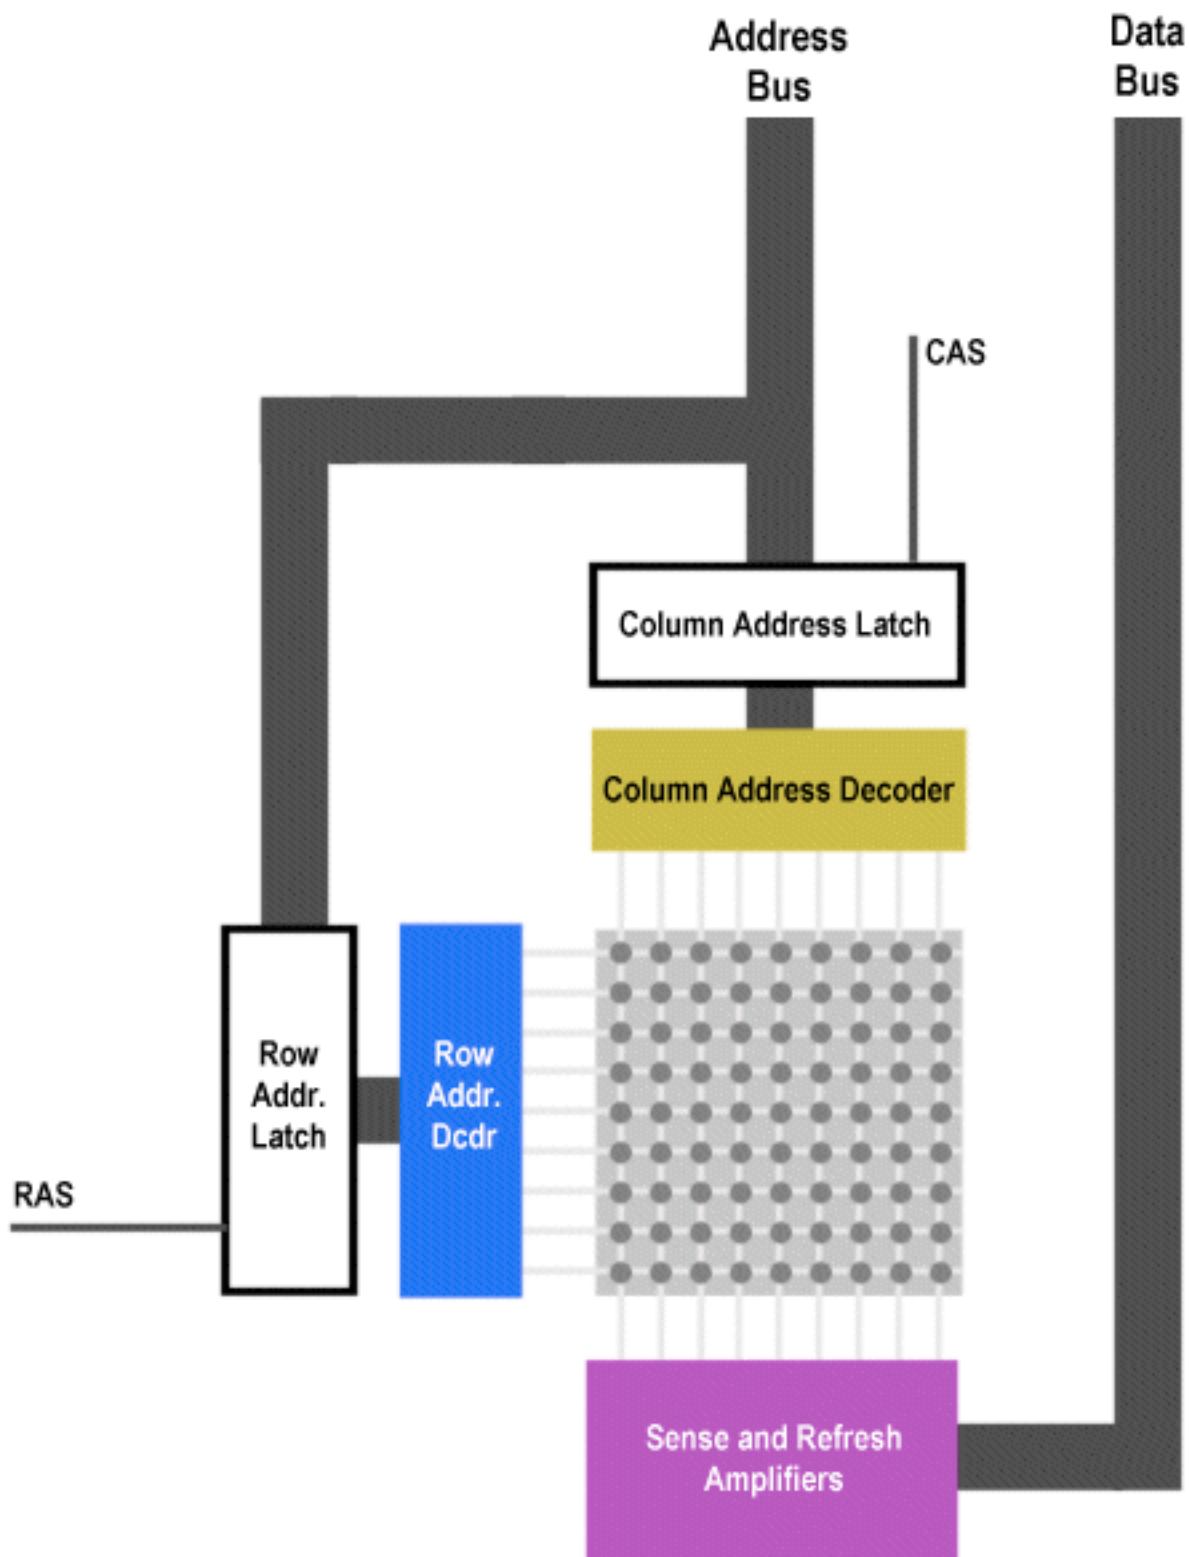 Address
Bus
Data
Bus
CAS
Column Address Latch
Column Address Decoder
Row
Addr.
Latch
Row
Addr.
Dcdr
RAS
Sense and Refresh
Amplifiers